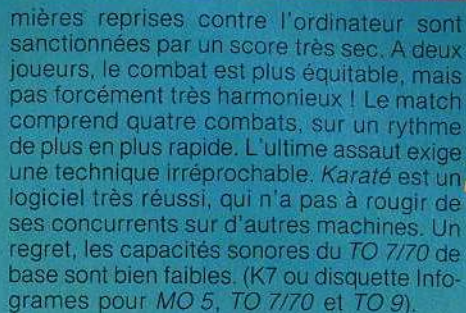 mières reprises contre l'ordinateur sont
sanctionnées par un score très sec. A deux
joueurs, le combat est plus équitable, mais
pas forcément très harmonieux ! Le match
comprend quatre combats, sur un rythme
de plus en plus rapide. L'ultime assaut exige
une technique irréprochable. Karaté est un
logiciel très réussi, qui n'a pas à rougir de
ses concurrents sur d'autres machines. Un
regret, les capacités sonores du TO 7/70 de
base sont bien faibles. (K7 ou disquette Info-
grames pour MO 5, TO 7/70 et TO 9).